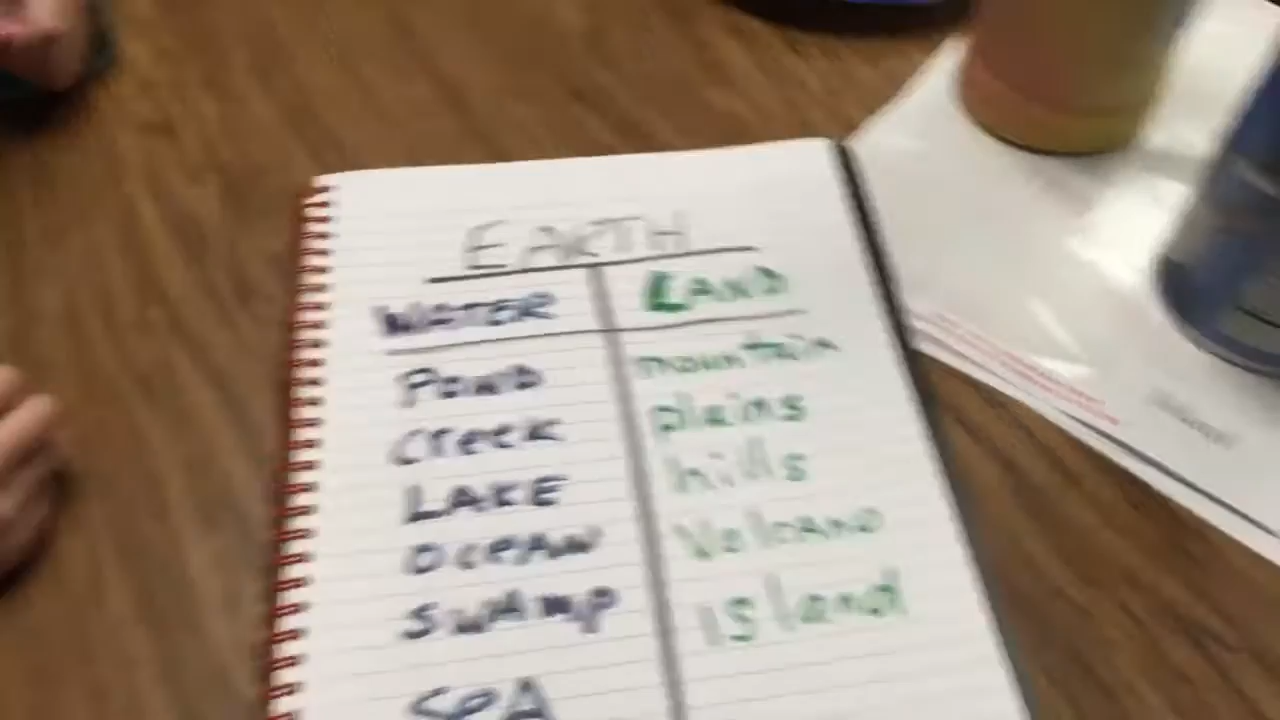 EARTH
WATER LAND
POND mountain
Creek plains
LAKE hills
OCEAN VolcANO
SWAmp island
SEA